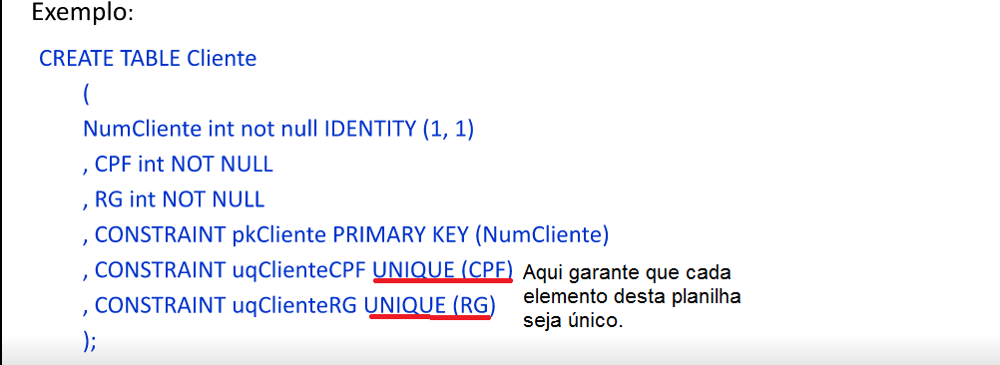 Exemplo:
CREATE TABLE Cliente
(
NumCliente int not null IDENTITY (1, 1)
, CPF int NOT NULL
, RG int NOT NULL
, CONSTRAINT pkCliente PRIMARY KEY (NumCliente)
, CONSTRAINT uqClienteCPF UNIQUE (CPF)
, CONSTRAINT uqClienteRG UNIQUE (RG)
);
Aqui garante que cada
elemento desta planilha
seja único.